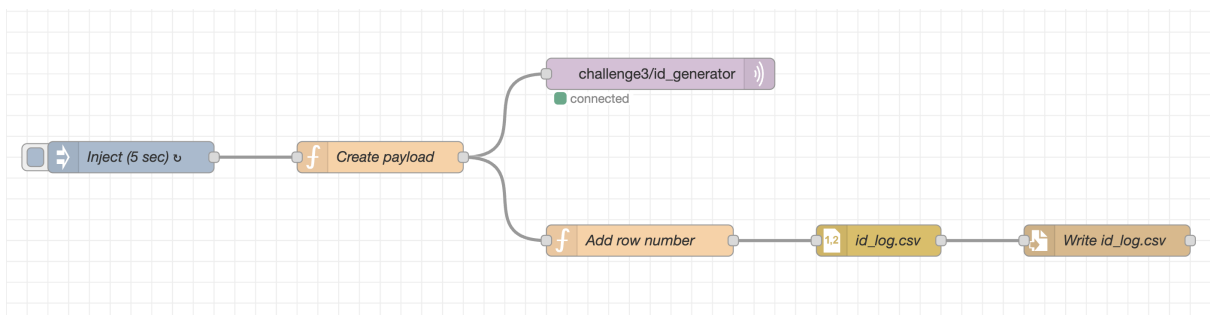 challenge3/id_generator
connected
Inject (5 sec) ↻
Create payload
Add row number
1,2
id_log.csv
Write id_log.csv